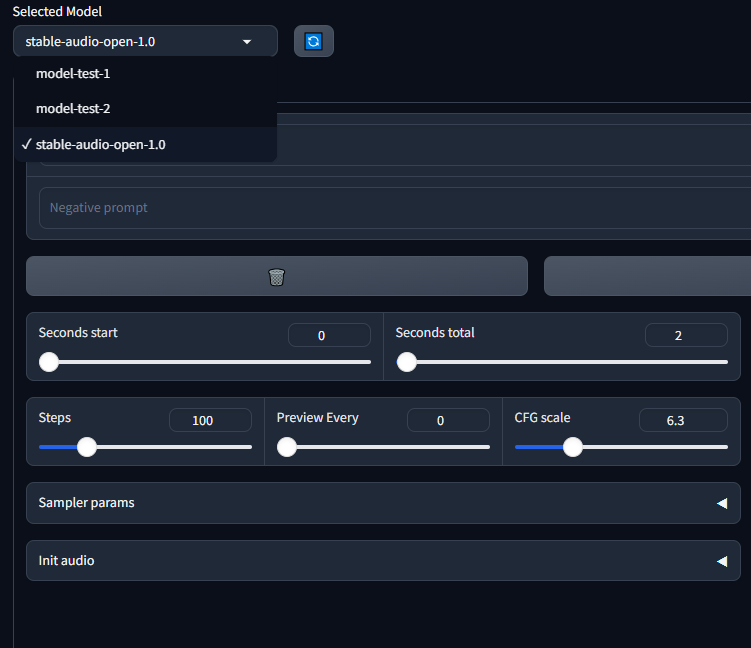 Selected Model
stable-audio-open-1.0
model-test-1
model-test-2
✓ stable-audio-open-1.0
Negative prompt
Seconds start 0 Seconds total 2
Steps 100 Preview Every 0 CFG scale 6.3
Sampler params
Init audio